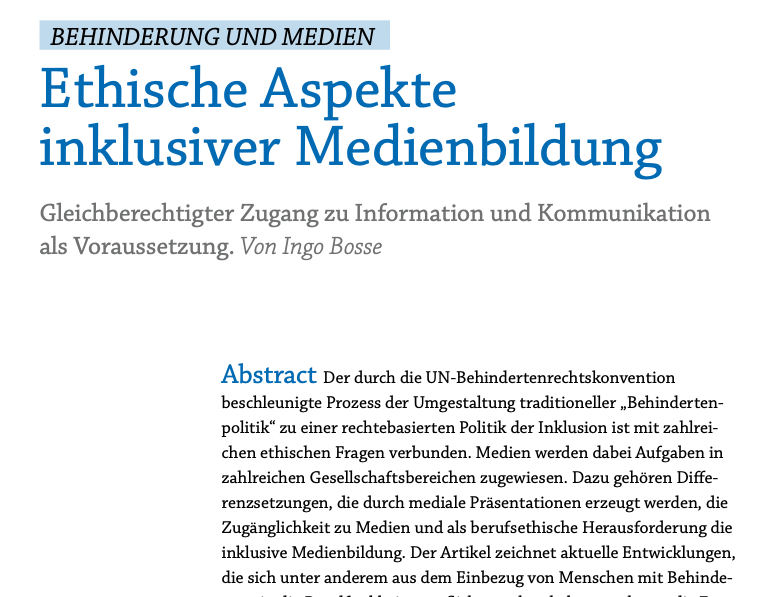 BEHINDERUNG UND MEDIEN
Ethische Aspekte
inklusiver Medienbildung
Gleichberechtigter Zugang zu Information und Kommunikation
als Voraussetzung. Von Ingo Bosse
Abstract Der durch die UN-Behindertenrechtskonvention
beschleunigte Prozess der Umgestaltung traditioneller „Behinderten-
politik“ zu einer rechtebasierten Politik der Inklusion ist mit zahlrei-
chen ethischen Fragen verbunden. Medien werden dabei Aufgaben in
zahlreichen Gesellschaftsbereichen zugewiesen. Dazu gehören Diffe-
renzsetzungen, die durch mediale Präsentationen erzeugt werden, die
Zugänglichkeit zu Medien und als berufsethische Herausforderung die
inklusive Medienbildung. Der Artikel zeichnet aktuelle Entwicklungen,
die sich unter anderem aus dem Einbezug von Menschen mit Behinde-